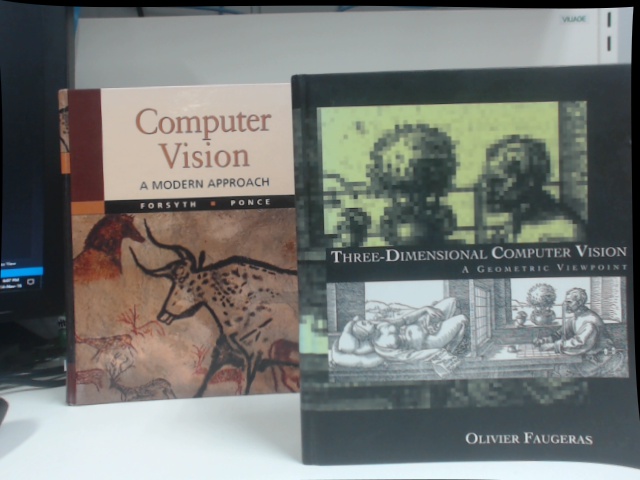 Computer
Vision
A MODERN APPROACH
FORSYTH ▪ PONCE
THREE-DIMENSIONAL COMPUTER VISION
A GEOMETRIC VIEWPOINT
OLIVIER FAUGERAS